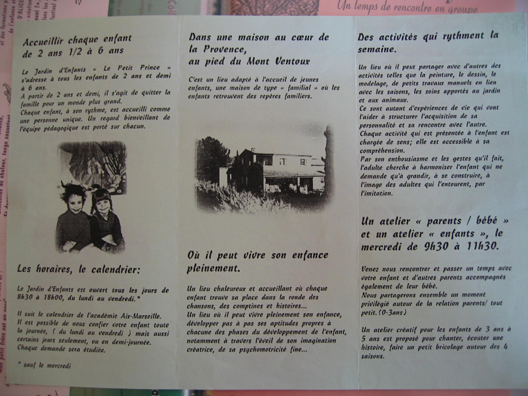 Un temps de rencontre en groupe
Accueillir chaque enfant
de 2 ans 1/2 à 6 ans
Le Jardin d'Enfants « Le Petit Prince »
s'adresse à tous les enfants de 2 ans et demi
à 6 ans.
A partir de 2 ans et demi, il s'agit de quitter la
famille pour un monde plus grand.
Chaque enfant, à son rythme, est accueilli comme
une personne unique. Un regard bienveillant de
l'équipe pédagogique est porté sur chacun.
Les horaires, le calendrier:
Le Jardin d'Enfants est ouvert tous les jours de
8h30 à 18h00, du lundi au vendredi.*
Il suit le calendrier de l'académie Aix-Marseille.
Il est possible de nous confier votre enfant toute
la journée, ( du lundi au vendredi ) mais aussi
certains jours seulement, ou en demi-journée.
Chaque demande sera étudiée.
* sauf le mercredi
Dans une maison au cœur de
la Provence,
au pied du Mont Ventoux
C'est un lieu adapté à l'accueil de jeunes
enfants, une maison de type « familial » où les
enfants retrouvent des repères familiers.
Où il peut vivre son enfance
pleinement.
Un lieu chaleureux et accueillant où chaque
enfant trouve sa place dans la ronde des
chansons, des comptines et histoires...
Un lieu où il peut vivre pleinement son enfance,
développer pas à pas ses aptitudes propres à
chacune des phases du développement de l'enfant,
notamment à travers l'éveil de son imagination
créatrice, de sa psychomotricité fine...
Des activités qui rythment la
semaine.
Un lieu où il peut partager avec d'autres des
activités telles que la peinture, le dessin, le
modelage, de petits travaux manuels en lien
avec les saisons, les soins apportés au jardin
et aux animaux.
Ce sont autant d'expériences de vie qui vont
l'aider à structurer l'acquisition de sa
personnalité et sa rencontre avec l'autre.
Chaque activité qui est présentée à l'enfant est
chargée de sens; elle est accessible à sa
compréhension.
Par son enthousiasme et les gestes qu'il fait,
l'adulte cherche à harmoniser l'enfant qui ne
demande qu'à grandir, à se construire, à
l'image des adultes qui l'entourent, par
l'imitation.
Un atelier « parents / bébé »
et un atelier « enfants », le
mercredi de 9h30 à 11h30.
Venez nous rencontrer et passer un temps avec
votre enfant et d'autres parents accompagnés
également de leur bébé.
Nous partagerons ensemble un moment
privilégié autour de la relation parents/ tout
petit. (0-3ans.)
Un atelier créatif pour les enfants de 3 ans à
5 ans est proposé pour chanter, écouter une
histoire, faire un petit bricolage autour des 4
saisons.